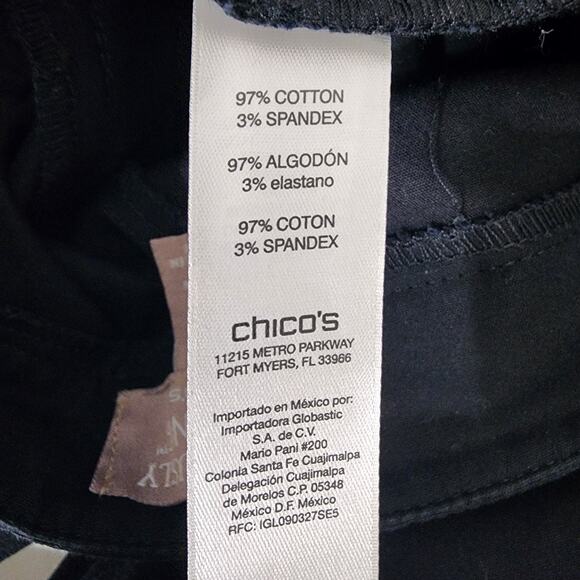 97% COTTON
3% SPANDEX
97% ALGODÓN
3% elastano
97% COTON
3% SPANDEX
chico's
11215 METRO PARKWAY
FORT MYERS, FL 33966
Importado en México por:
Importadora Globastic
S.A. de C.V.
Mario Pani #200
Colonia Santa Fe Cuajimalpa
Delegación Cuajimalpa
de Morelos C.P. 05348
México D.F. México
RFC: IGL090327SE5